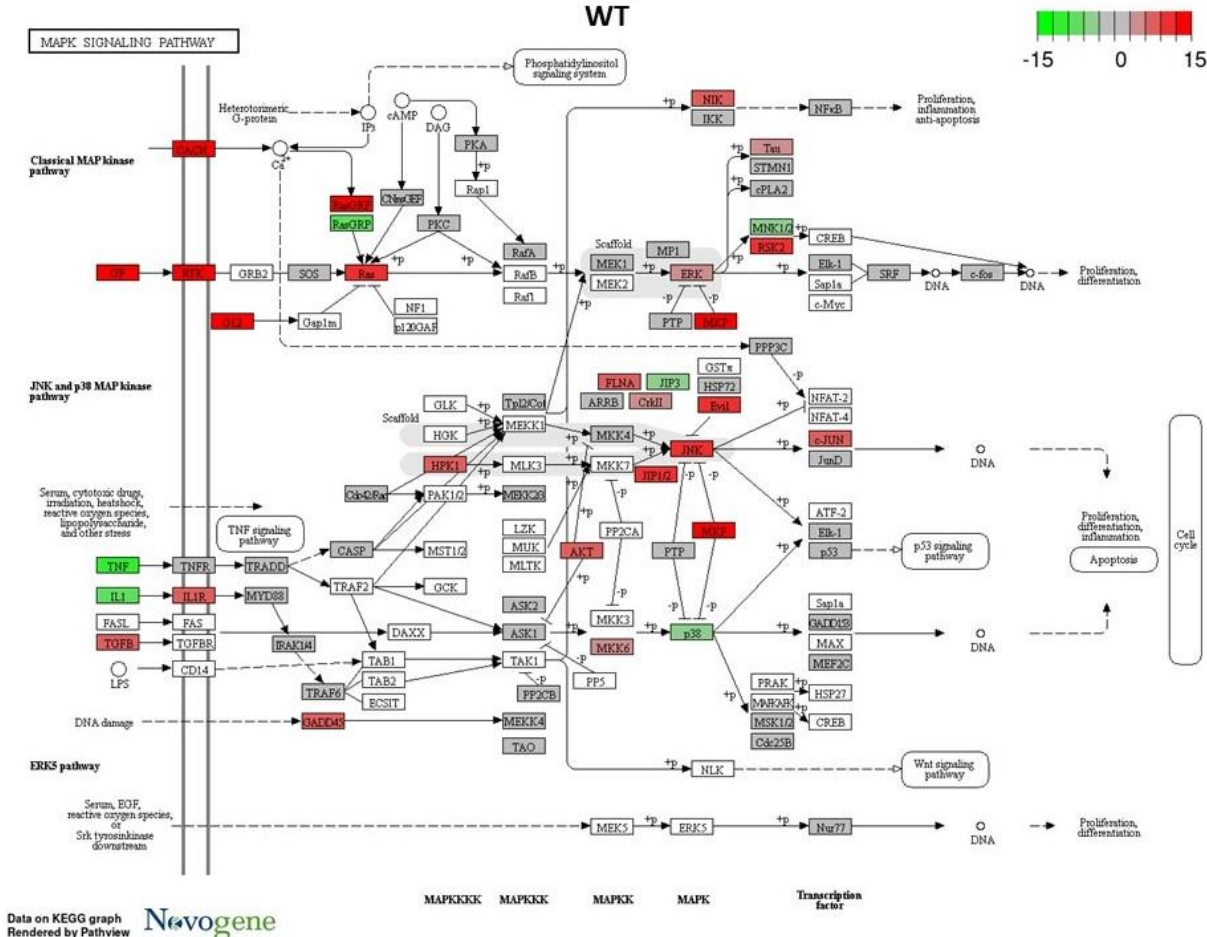 WT
-15
0
15
MAPK SIGNALING PATHWAY
Phosphatidylinositol
signaling system
Heterotorimeric
G-protein
IP3
cAMP
DAG
PKA
+p
NIK
IKK
NFκB
Proliferation,
inflammation
anti-apoptosis
Classical MAP kinase
pathway
CACN
Ca2+
+p
Rap1
+p
Tau
STMN1
cPLA2
RasGRF
RasGRP
CNasGEF
PKC
MNK1/2
+p
CREB
RSK2
RafA
Scaffold
MP1
GF
RTK
GRB2
SOS
Ras
+p
+p
RafB
+p
MEK1
MEK2
+p
ERK
+p
+p
Elk-1
SRF
DNA
c-fos
DNA
Proliferation,
differentiation
Raf1
Sap1a
c-Myc
G12
Gap1m
NF1
p120GAP
+p
-p
-p
PTP
MKP
PPP3C
-p
JNK and p38 MAP kinase
pathway
FLNA
JIP3
GSTπ
HSP72
GLK
+p
Tpl2/Cot
ARRB
CrkII
Evi1
NFAT-2
NFAT-4
Scaffold
HGK
+p
MEKK1
+p
MKK4
+p
JNK
+p
c-JUN
JunD
DNA
HPK1
+p
MLK3
+p
MKK7
+p
JIP1/2
-p
-p
Cdc42/Rac
PAK1/2
+p
MEKK2/3
+p
-p
Serum, cytotoxic drugs,
irradiation, heatshock,
reactive oxygen species,
lipopolysaccharide,
and other stress
TNF signaling
pathway
LZK
MUK
MLTK
PP2CA
MKP
ATF-2
Elk-1
p53
p53 signaling
pathway
Proliferation,
differentiation,
inflammation
Apoptosis
Cell
cycle
CASP
MST1/2
AKT
PTP
+p
TNF
TNFR
TRADD
TRAF2
GCK
+p
-p
-p
-p
IL1
IL1R
MYD88
ASK2
MKK3
Sap1a
GADD153
MAX
MEF2C
FASL
FAS
DAXX
ASK1
+p
MKK6
+p
p38
+p
DNA
TGFB
TGFBR
IRAK1/4
LPS
CD14
TAB1
TAK1
-p
TAB2
-p
PP5
TRAF6
ECSIT
PP2CB
+p
PRAK
MAPKAPK
+p
+p
HSP27
CREB
MSK1/2
Cdc25B
DNA damage
GADD45
MEKK4
TAO
ERK5 pathway
+p
NLK
Wnt signaling
pathway
Serum, EGF,
reactive oxygen species,
or
Srk tyrosinkinase
downstream
MEK5
+p
ERK5
+p
Nur77
DNA
Proliferation,
differentiation
MAPKKKK
MAPKKK
MAPKK
MAPK
Transcription
factor
Data on KEGG graph
Rendered by Pathview
Novogene